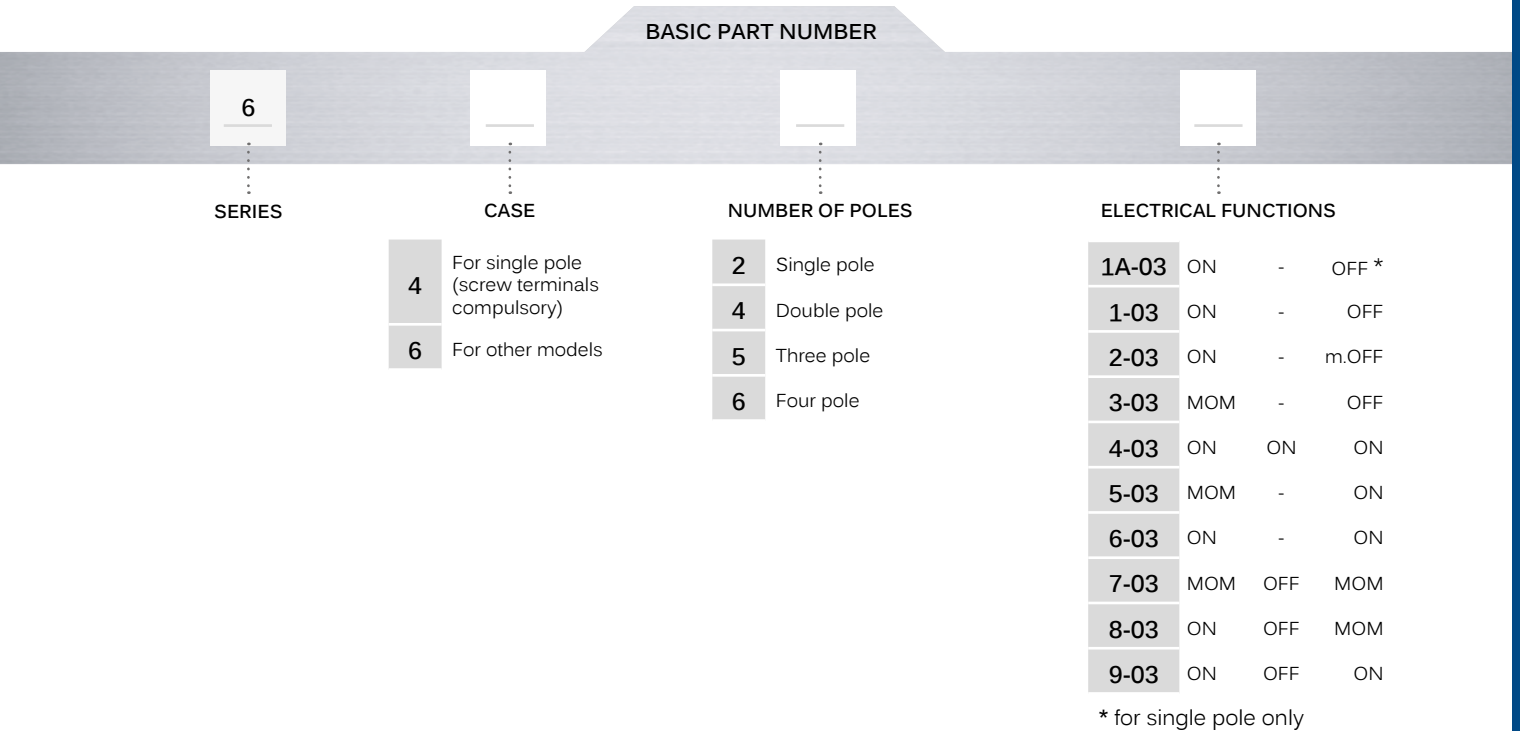 BASIC PART NUMBER
6
SERIES
CASE
NUMBER OF POLES
ELECTRICAL FUNCTIONS
4 For single pole
(screw terminals
compulsory)
6 For other models
2 Single pole
4 Double pole
5 Three pole
6 Four pole
1A-03 ON - OFF *
1-03 ON - OFF
2-03 ON - m.OFF
3-03 MOM - OFF
4-03 ON ON ON
5-03 MOM - ON
6-03 ON - ON
7-03 MOM OFF MOM
8-03 ON OFF MOM
9-03 ON OFF ON
* for single pole only